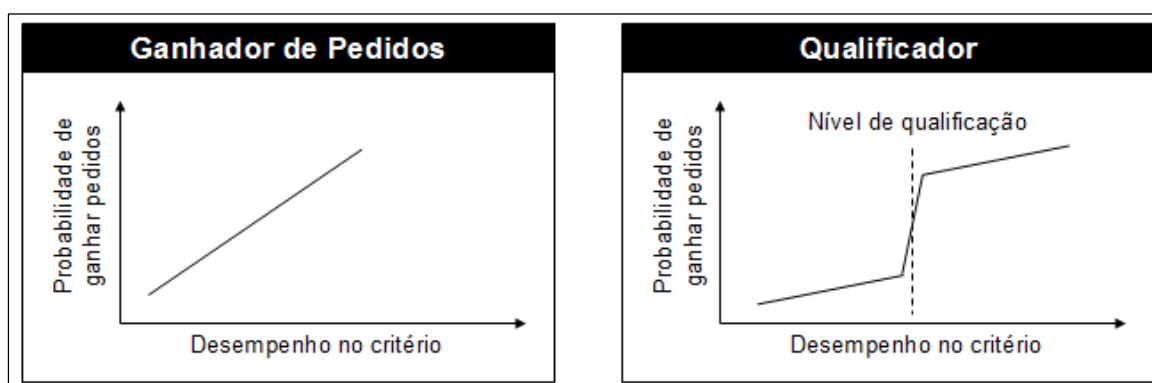 Ganhador de Pedidos
Probabilidade de
ganhar pedidos
Desempenho no critério
Qualificador
Nível de qualificação
Probabilidade de
ganhar pedidos
Desempenho no critério